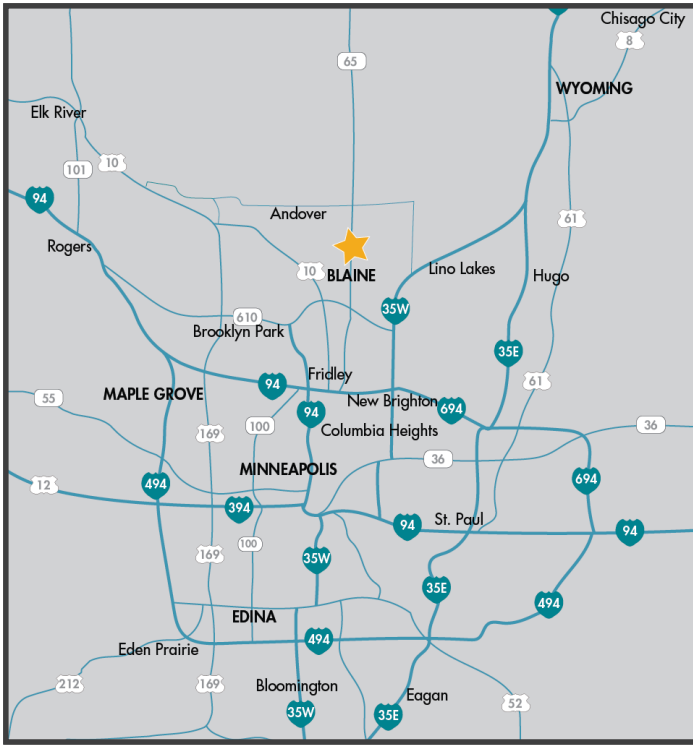 Chisago City
8
65
WYOMING
Elk River
10
101
94
61
Andover
Rogers
10
BLAINE
Lino Lakes
Hugo
35W
610
Brooklyn Park
35E
Fridley
94
61
MAPLE GROVE
55
New Brighton
694
94
100
Columbia Heights
36
169
36
MINNEAPOLIS
12
494
694
394
St. Paul
94
94
100
169
35W
35E
494
EDINA
494
Eden Prairie
212
169
Bloomington
Eagan
52
35W
35E